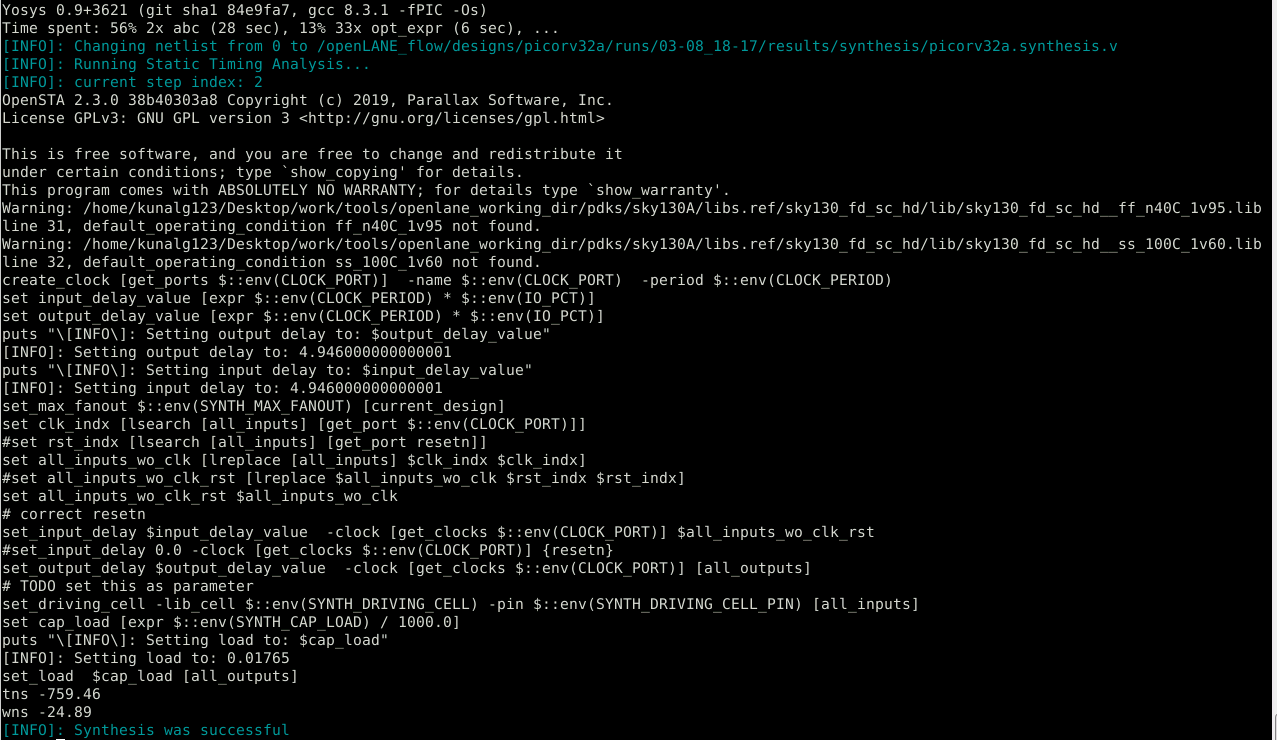 Yosys 0.9+3621 (git sha1 84e9fa7, gcc 8.3.1 -fPIC -Os)
Time spent: 56% 2x abc (28 sec), 13% 33x opt_expr (6 sec), ...
[INFO]: Changing netlist from 0 to /openLANE_flow/designs/picorv32a/runs/03-08_18-17/results/synthesis/picorv32a.synthesis.v
[INFO]: Running Static Timing Analysis...
[INFO]: current step index: 2
OpenSTA 2.3.0 38b40303a8 Copyright (c) 2019, Parallax Software, Inc.
License GPLv3: GNU GPL version 3 <http://gnu.org/licenses/gpl.html>
This is free software, and you are free to change and redistribute it
under certain conditions; type `show_copying' for details.
This program comes with ABSOLUTELY NO WARRANTY; for details type `show_warranty'.
Warning: /home/kunalg123/Desktop/work/tools/openlane_working_dir/pdks/sky130A/libs.ref/sky130_fd_sc_hd/lib/sky130_fd_sc_hd__ff_n40C_1v95.lib
line 31, default_operating_condition ff_n40C_1v95 not found.
Warning: /home/kunalg123/Desktop/work/tools/openlane_working_dir/pdks/sky130A/libs.ref/sky130_fd_sc_hd/lib/sky130_fd_sc_hd__ss_100C_1v60.lib
line 32, default_operating_condition ss_100C_1v60 not found.
create_clock [get_ports $::env(CLOCK_PORT)]  -name $::env(CLOCK_PORT)  -period $::env(CLOCK_PERIOD)
set input_delay_value [expr $::env(CLOCK_PERIOD) * $::env(IO_PCT)]
set output_delay_value [expr $::env(CLOCK_PERIOD) * $::env(IO_PCT)]
puts "\[INFO\]: Setting output delay to: $output_delay_value"
[INFO]: Setting output delay to: 4.946000000000001
puts "\[INFO\]: Setting input delay to: $input_delay_value"
[INFO]: Setting input delay to: 4.946000000000001
set_max_fanout $::env(SYNTH_MAX_FANOUT) [current_design]
set clk_indx [lsearch [all_inputs] [get_port $::env(CLOCK_PORT)]]
#set rst_indx [lsearch [all_inputs] [get_port resetn]]
set all_inputs_wo_clk [lreplace [all_inputs] $clk_indx $clk_indx]
#set all_inputs_wo_clk_rst [lreplace $all_inputs_wo_clk $rst_indx $rst_indx]
set all_inputs_wo_clk_rst $all_inputs_wo_clk
# correct resetn
set_input_delay $input_delay_value  -clock [get_clocks $::env(CLOCK_PORT)] $all_inputs_wo_clk_rst
#set_input_delay 0.0 -clock [get_clocks $::env(CLOCK_PORT)] {resetn}
set_output_delay $output_delay_value  -clock [get_clocks $::env(CLOCK_PORT)] [all_outputs]
# TODO set this as parameter
set_driving_cell -lib_cell $::env(SYNTH_DRIVING_CELL) -pin $::env(SYNTH_DRIVING_CELL_PIN) [all_inputs]
set cap_load [expr $::env(SYNTH_CAP_LOAD) / 1000.0]
puts "\[INFO\]: Setting load to: $cap_load"
[INFO]: Setting load to: 0.01765
set_load  $cap_load [all_outputs]
tns -759.46
wns -24.89
[INFO]: Synthesis was successful